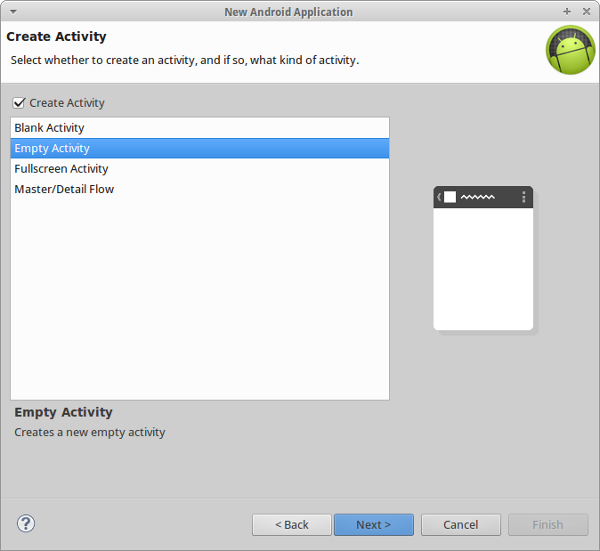 New Android Application
Create Activity
Select whether to create an activity, and if so, what kind of activity.
Create Activity
Blank Activity
Empty Activity
Fullscreen Activity
Master/Detail Flow
Empty Activity
Creates a new empty activity
< Back
Next >
Cancel
Finish